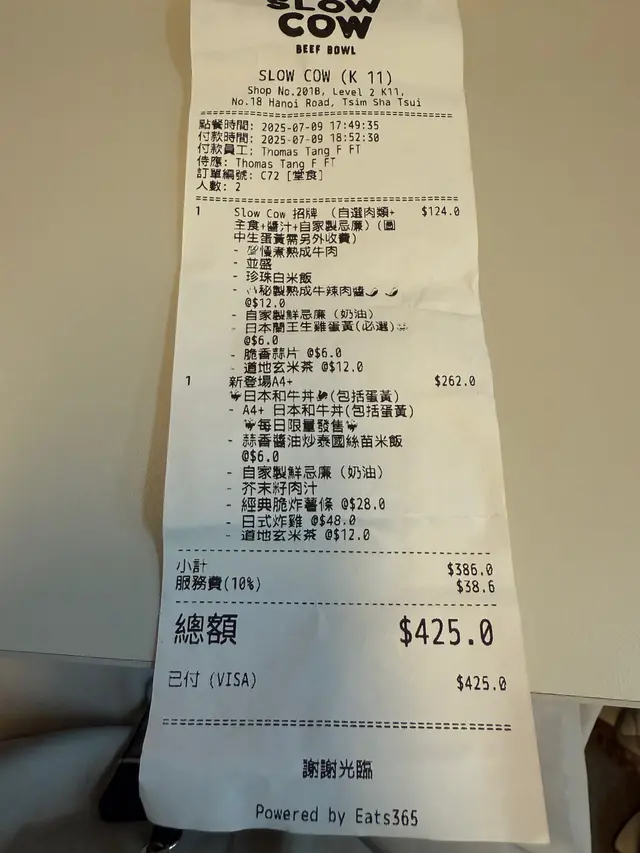 SLOW
COW
BEEF BOWL
SLOW COW (K 11)
Shop No.201B, Level 2 K11,
No.18 Hanoi Road, Tsim Sha Tsui
點餐時間: 2025-07-09 17:49:35
付款時間: 2025-07-09 18:52:30
付款員工: Thomas Tang F FT
侍應: Thomas Tang F FT
訂單編號: C72 [堂食]
人數: 2
1 Slow Cow 招牌 (自選肉類+ $124.0
主食+醬汁+自家製忌廉) (圖
中生蛋黃需另外收費)
- 慢煮熟成牛肉
- 並盛
- 珍珠白米飯
- 秘製熟成牛辣肉醬🌶🌶
@$12.0
- 自家製鮮忌廉 (奶油)
- 日本蘭王生雞蛋黃(必選)
@$6.0
- 脆香蒜片 @$6.0
- 道地玄米茶 @$12.0
1 新登場A4+ $262.0
日本和牛丼(包括蛋黃)
- A4+ 日本和牛丼(包括蛋黃)
每日限量發售
- 蒜香醬油炒泰國絲苗米飯
@$6.0
- 自家製鮮忌廉 (奶油)
- 芥末籽肉汁
- 經典脆炸薯條 @$28.0
- 日式炸雞 @$48.0
- 道地玄米茶 @$12.0
小計 $386.0
服務費(10%) $38.6
總額 $425.0
已付 (VISA) $425.0
謝謝光臨
Powered by Eats365